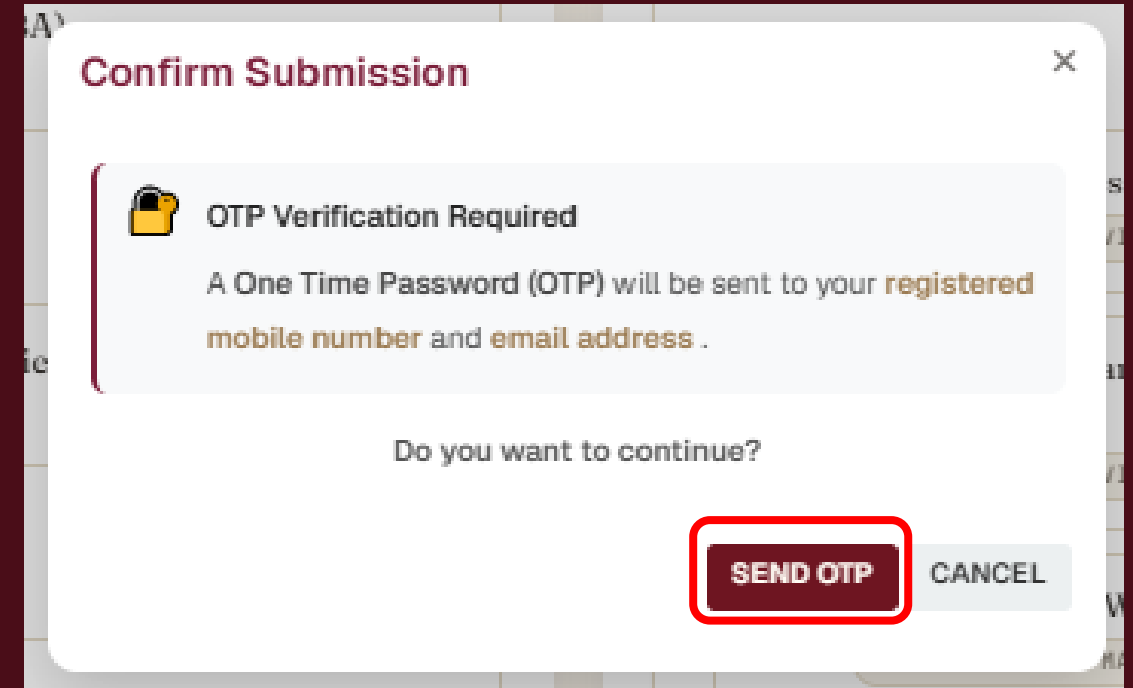 Confirm Submission
×
OTP Verification Required
A One Time Password (OTP) will be sent to your registered
mobile number and email address .
Do you want to continue?
SEND OTP
CANCEL